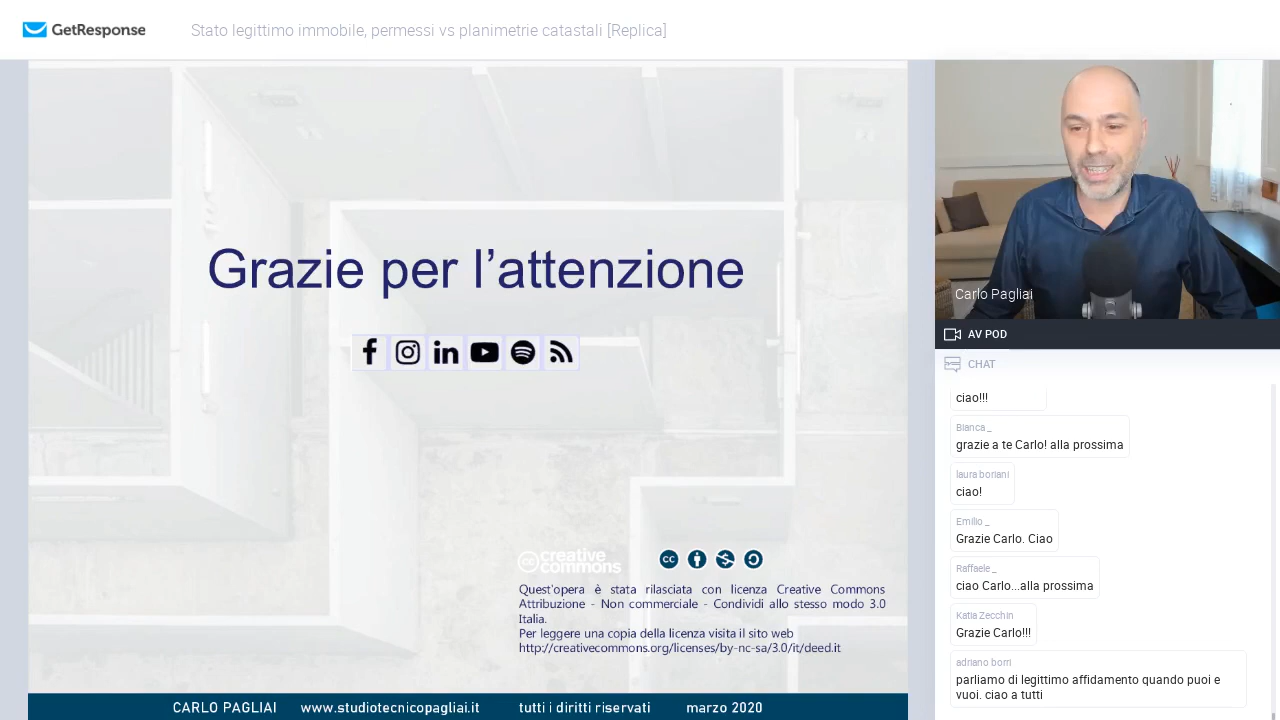 GetResponse
Stato legittimo immobile, permessi vs planimetrie catastali [Replica]
Grazie per l’attenzione
creative
commons
Quest'opera è stata rilasciata con licenza Creative Commons
Attribuzione - Non commerciale - Condividi allo stesso modo 3.0
Italia.
Per leggere una copia della licenza visita il sito web
http://creativecommons.org/licenses/by-nc-sa/3.0/it/deed.it
CARLO PAGLIAI www.studiotecnicopagliai.it tutti i diritti riservati marzo 2020
Carlo Pagliai
AV POD
CHAT
ciao!!!
Bianca _
grazie a te Carlo! alla prossima
laura boriani
ciao!
Emilio _
Grazie Carlo. Ciao
Raffaele _
ciao Carlo...alla prossima
Katia Zecchin
Grazie Carlo!!!
adriano borri
parliamo di legittimo affidamento quando puoi e
vuoi. ciao a tutti